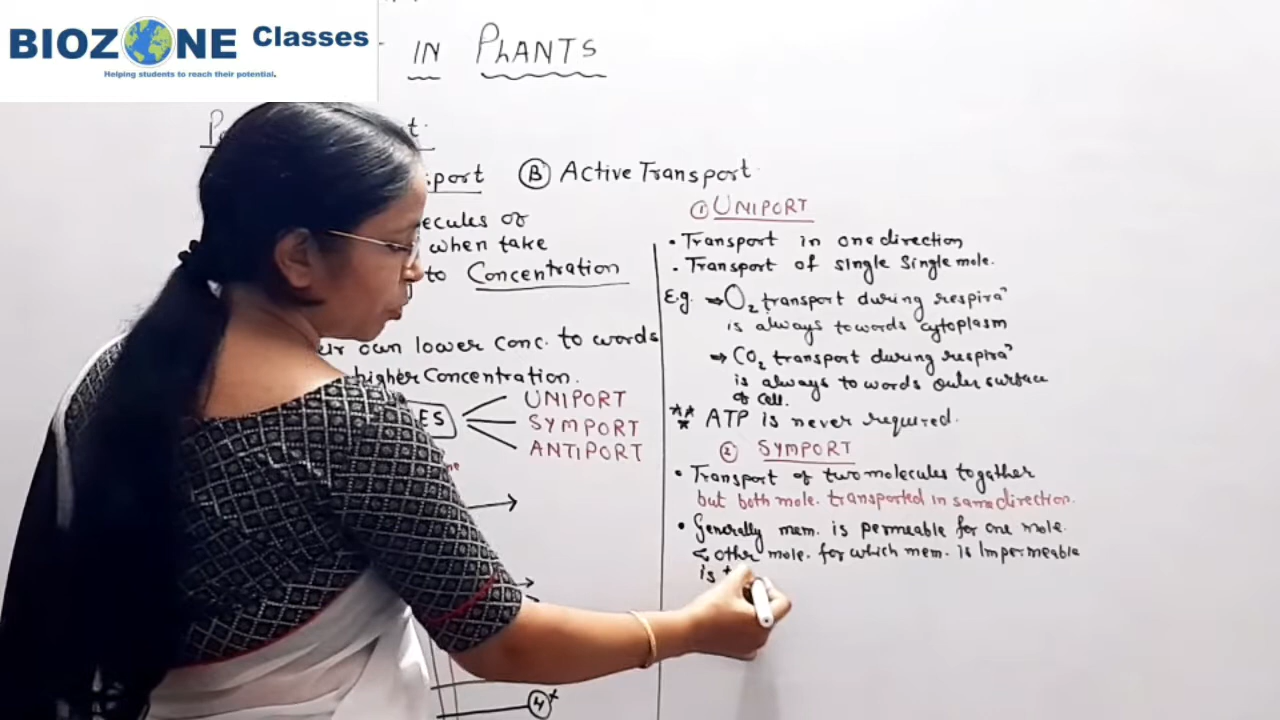 BIOZONE Classes
Helping students to reach their potential.
IN PLANTS
port
(B) Active Transport
ecules or
when take
to Concentration
own lower conc. to words
higher Concentration.
ES
UNIPORT
SYMPORT
ANTIPORT
① UNIPORT
• Transport in one direction
• Transport of single single mole.
E.g. → O₂ transport during respira"
is always towords cytoplasm
→ CO₂ transport during respira"
is always to words outer surface
of cell.
*** ATP is never required.
② SYMPORT
• Transport of two molecules togather
but both mole. transported in same direction.
• Generally mem. is permeable for one mole.
< other mole. for which mem. is Impermeable
is